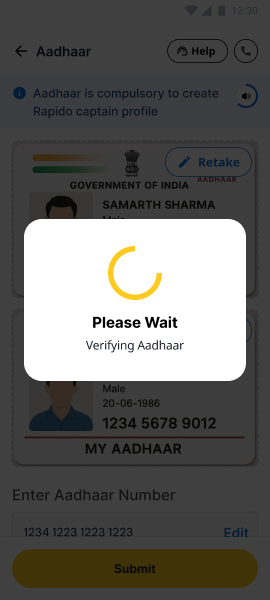 12:30
Aadhaar
Help
Aadhaar is compulsory to create
Rapido captain profile
Retake
GOVERNMENT OF INDIA
AADHAAR
SAMARTH SHARMA
Male
Please Wait
Verifying Aadhaar
Male
20-06-1986
1234 5678 9012
MY AADHAAR
Enter Aadhaar Number
1234 1223 1223 1223
Edit
Submit